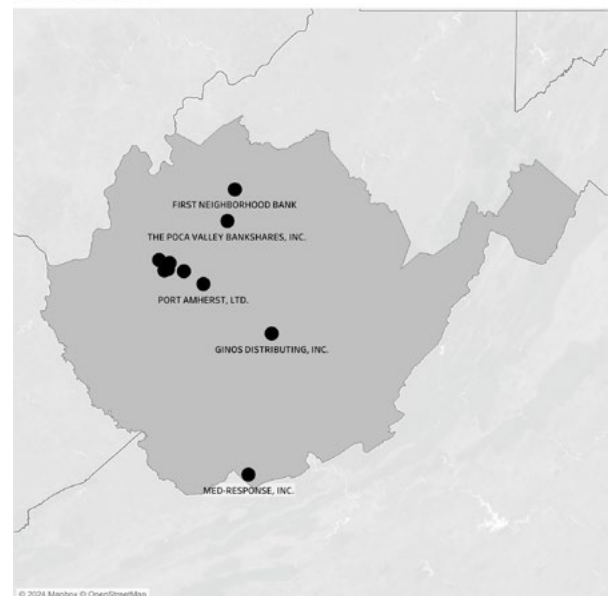 FIRST NEIGHBORHOOD BANK
THE POCA VALLEY BANKSHARES, INC.
PORT AMHERST, LTD.
GINOS DISTRIBUTING, INC.
MED-RESPONSE, INC.
© 2024 Mapbox © OpenStreetMap